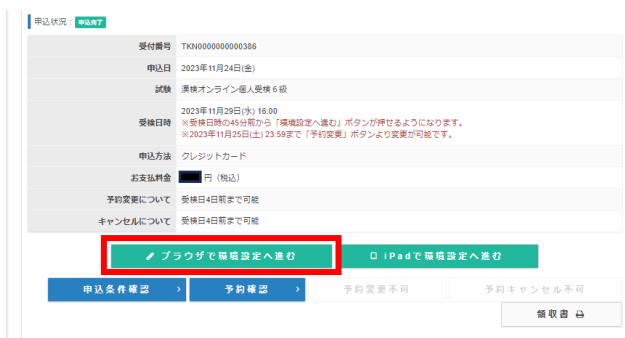 申込状況：申込完了
受付番号 TKN0000000000386
申込日 2023年11月24日(金)
試験 漢検オンライン個人受検６級
受検日時 2023年11月29日(水) 16:00
※受検日時の45分前から「環境設定へ進む」ボタンが押せるようになります。
※2023年11月25日(土) 23:59まで「予約変更」ボタンより変更が可能です。
申込方法 クレジットカード
お支払料金 円（税込）
予約変更について 受検日4日前まで可能
キャンセルについて 受検日4日前まで可能
ブラウザで環境設定へ進む iPadで環境設定へ進む
申込条件確認 予約確認 予約変更不可 予約キャンセル不可
領収書